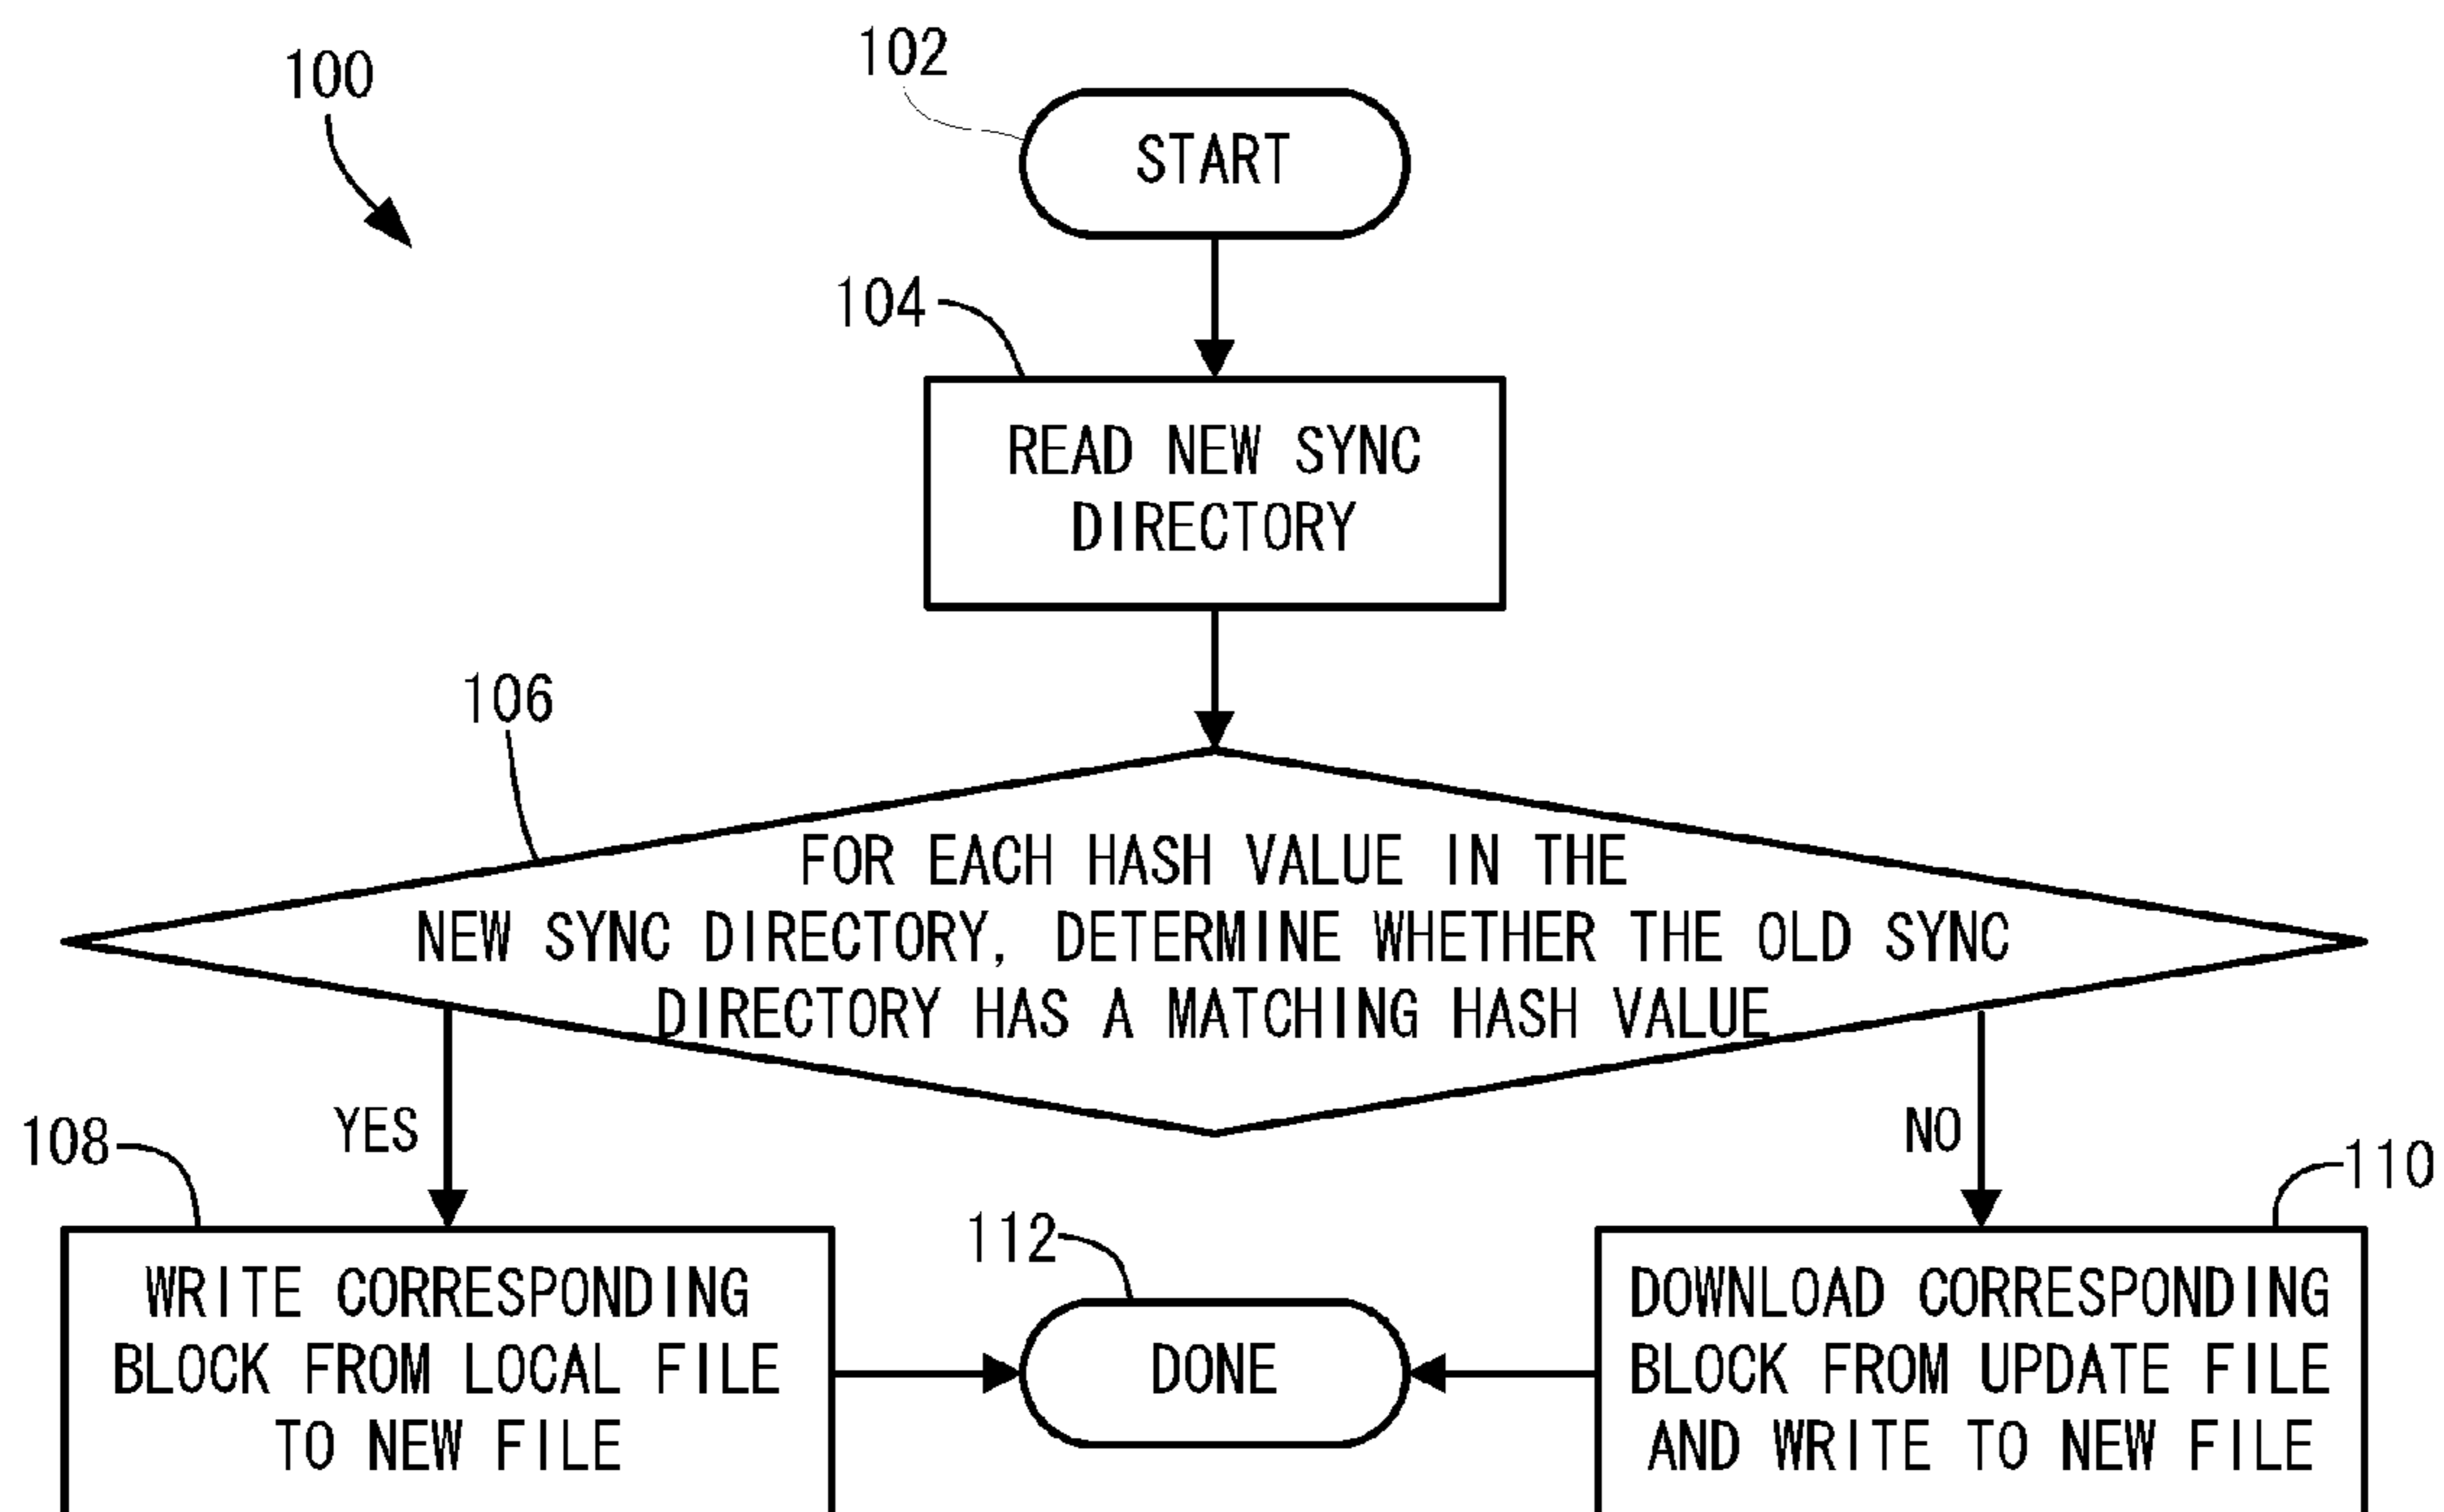 100
102
START
104
READ NEW SYNC
DIRECTORY
106
FOR EACH HASH VALUE IN THE
NEW SYNC DIRECTORY, DETERMINE WHETHER THE OLD SYNC
DIRECTORY HAS A MATCHING HASH VALUE
YES
NO
108
110
112
WRITE CORRESPONDING
BLOCK FROM LOCAL FILE
TO NEW FILE
DONE
DOWNLOAD CORRESPONDING
BLOCK FROM UPDATE FILE
AND WRITE TO NEW FILE